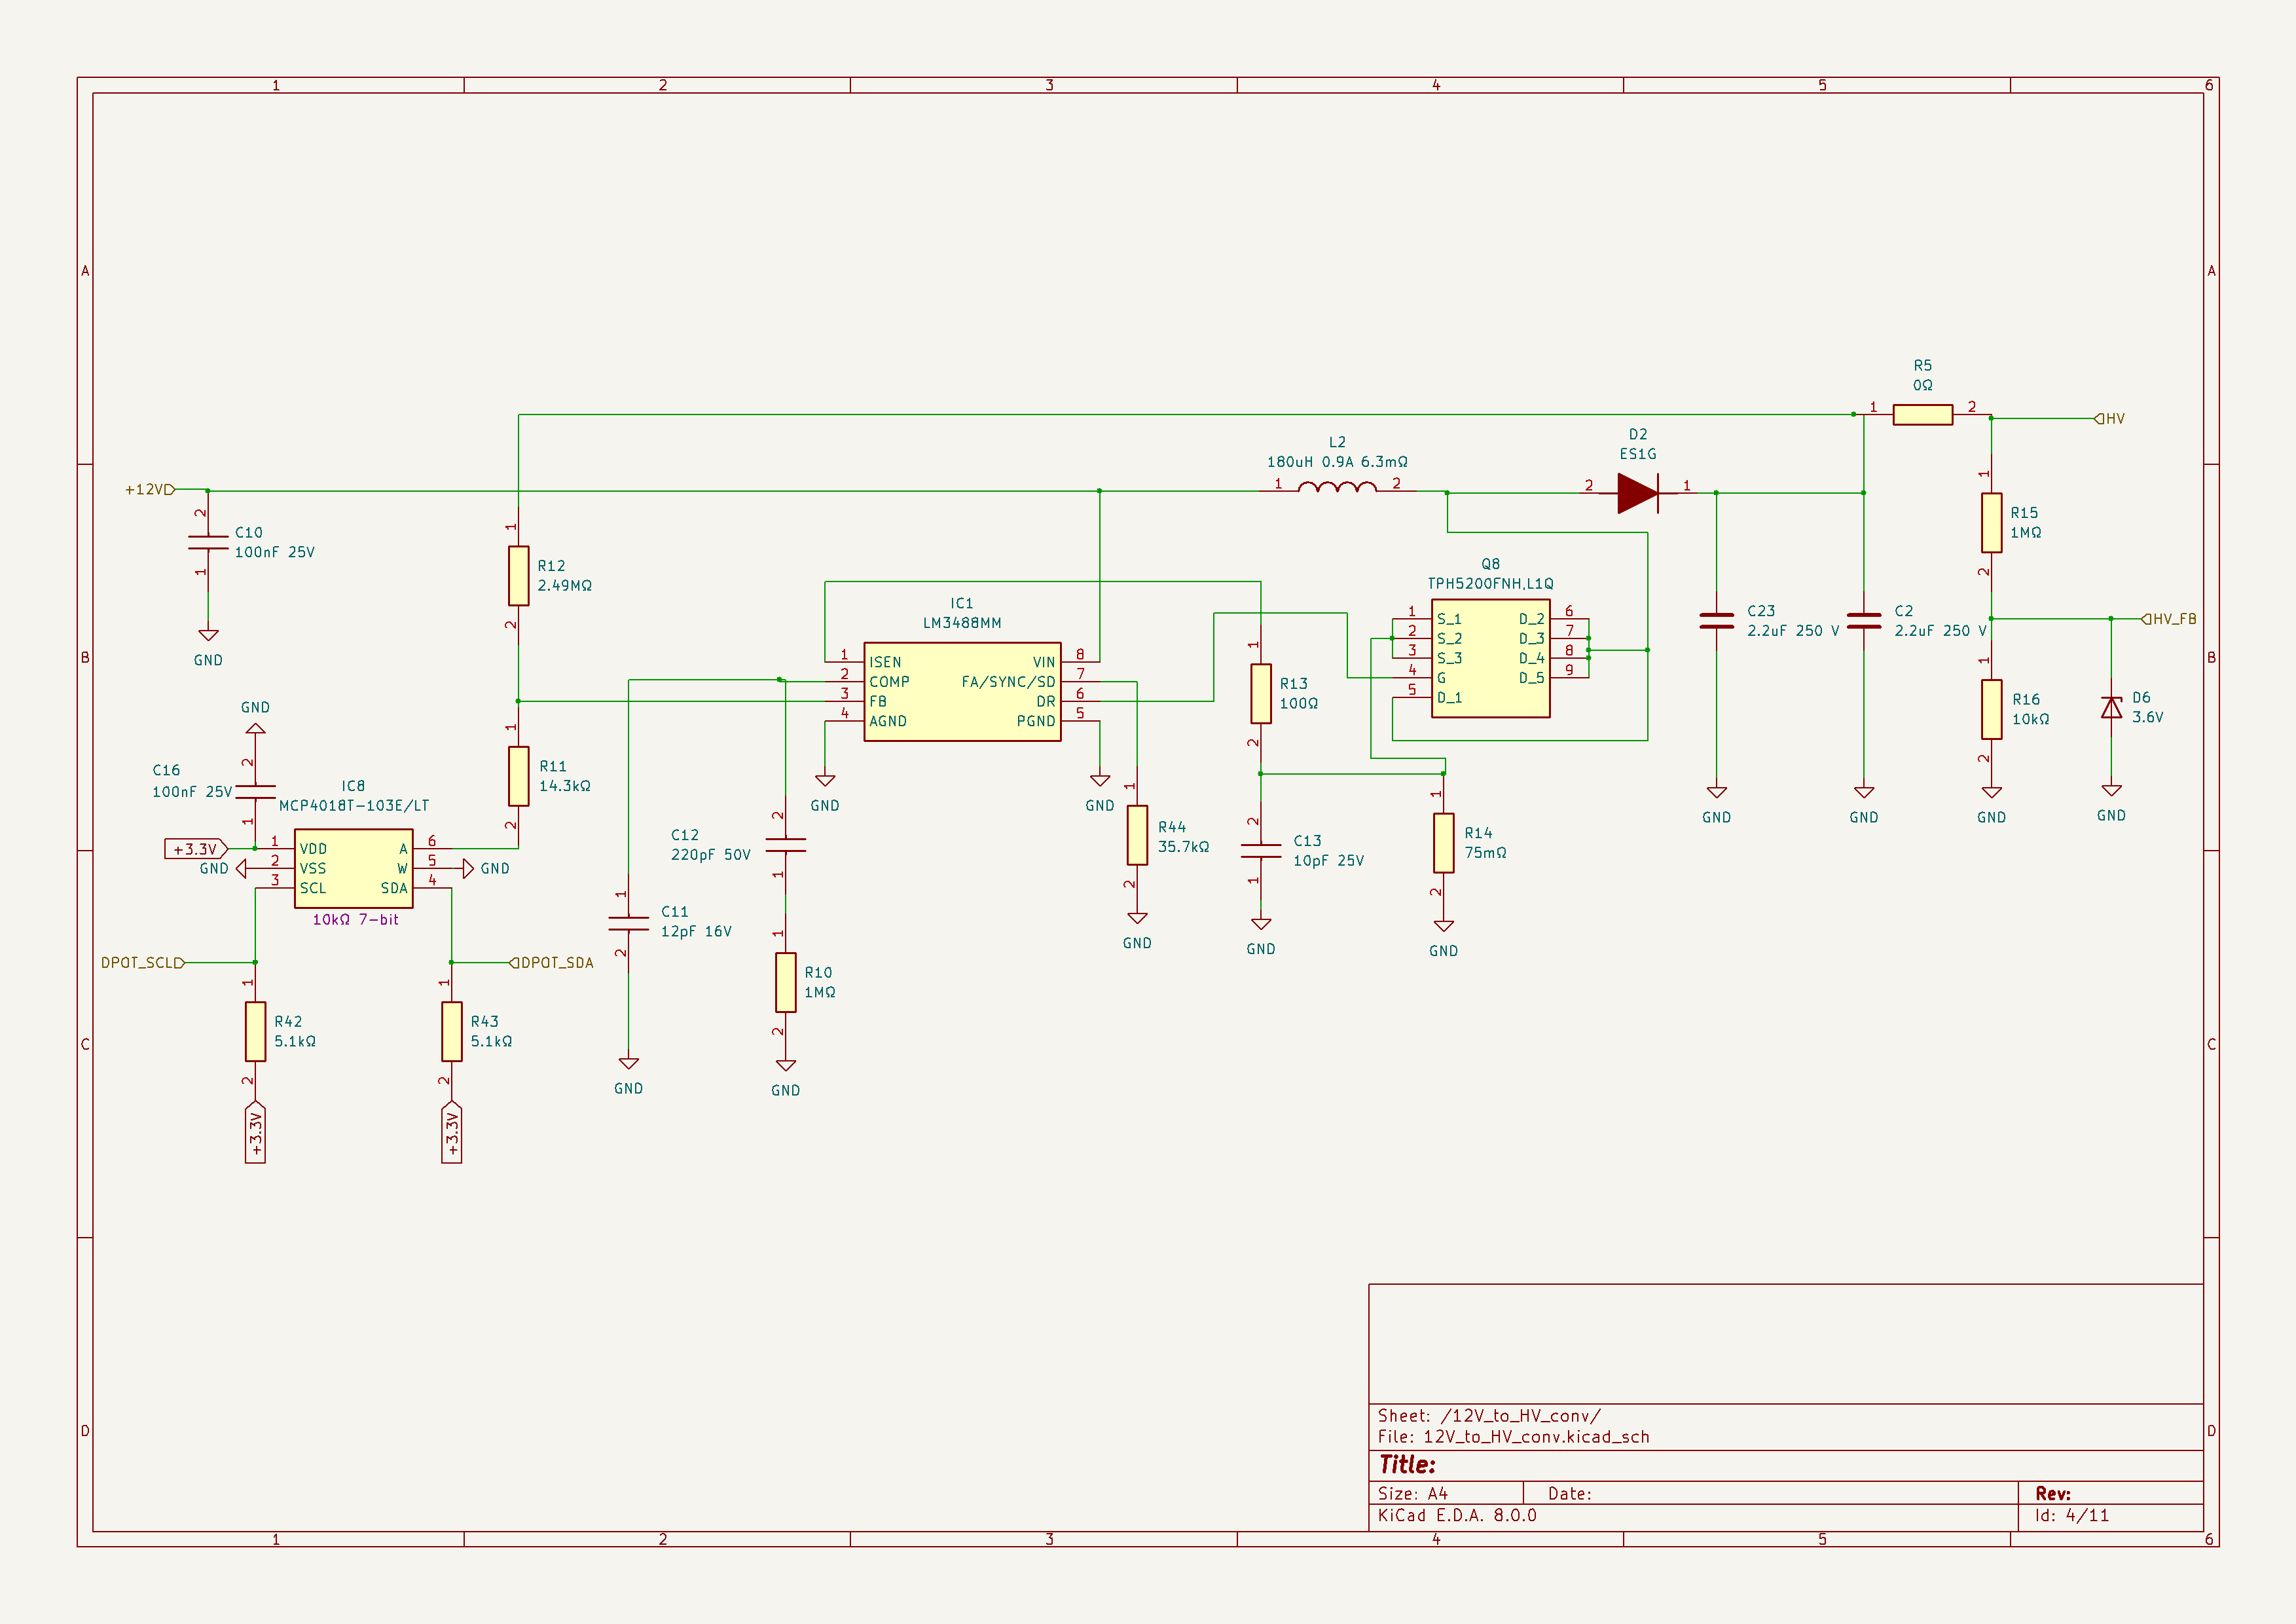 1 2 3 4 5 6
A A
R5
0Ω
1 2
HV
L2
180uH 0.9A 6.3mΩ
1 2
D2
ES1G
2 1
+12V
2
C10
100nF 25V
1
GND
1
R12
2.49MΩ
2
1
R15
1MΩ
2
Q8
TPH5200FNH,L1Q
1 S_1 D_2 6
2 S_2 D_3 7
3 S_3 D_4 8
4 G D_5 9
5 D_1
C23
2.2uF 250 V
C2
2.2uF 250 V
HV_FB
IC1
LM3488MM
1 ISEN VIN 8
2 COMP FA/SYNC/SD 7
3 FB DR 6
4 AGND PGND 5
B B
1
R13
100Ω
2
1
R16
10kΩ
2
D6
3.6V
GND
2
C16
100nF 25V
1
1
R11
14.3kΩ
2
GND
GND
GND
GND
GND
GND
IC8
MCP4018T-103E/LT
+3.3V
1 VDD A 6
GND
2 VSS W 5
GND
3 SCL SDA 4
10kΩ 7-bit
2
C12
220pF 50V
1
1
R44
35.7kΩ
2
GND
2
C13
10pF 25V
1
GND
1
R14
75mΩ
2
GND
1
C11
12pF 16V
2
GND
1
R10
1MΩ
2
GND
DPOT_SCL
DPOT_SDA
1
R42
5.1kΩ
2
+3.3V
1
R43
5.1kΩ
2
+3.3V
C C
D D
Sheet: /12V_to_HV_conv/
File: 12V_to_HV_conv.kicad_sch
Title:
Size: A4 Date: Rev:
KiCad E.D.A. 8.0.0 Id: 4/11
1 2 3 4 5 6